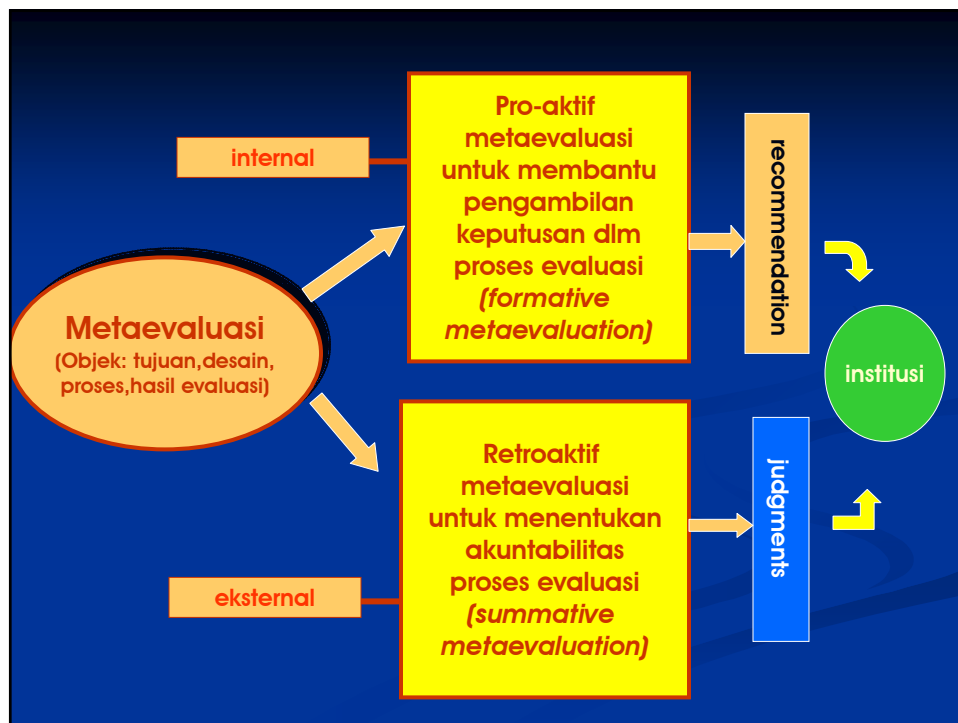 internal
Pro-aktif
metaevaluasi
untuk membantu
pengambilan
keputusan dlm
proses evaluasi
(formative
metaevaluation)
recommendation
Metaevaluasi
(Objek: tujuan,desain,
proses,hasil evaluasi)
institusi
Retroaktif
metaevaluasi
untuk menentukan
akuntabilitas
proses evaluasi
(summative
metaevaluation)
judgments
eksternal